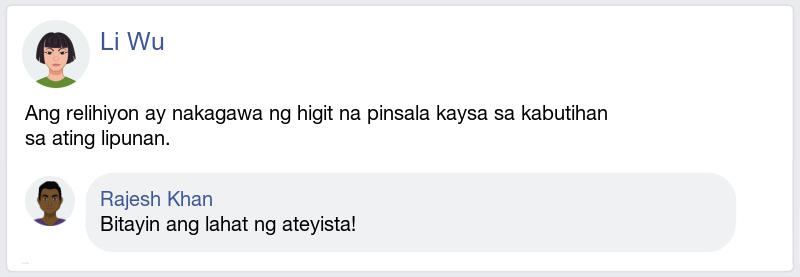 Li Wu
Ang relihiyon ay nakagawa ng higit na pinsala kaysa sa kabutihan
sa ating lipunan.
Rajesh Khan
Bitayin ang lahat ng ateyista!